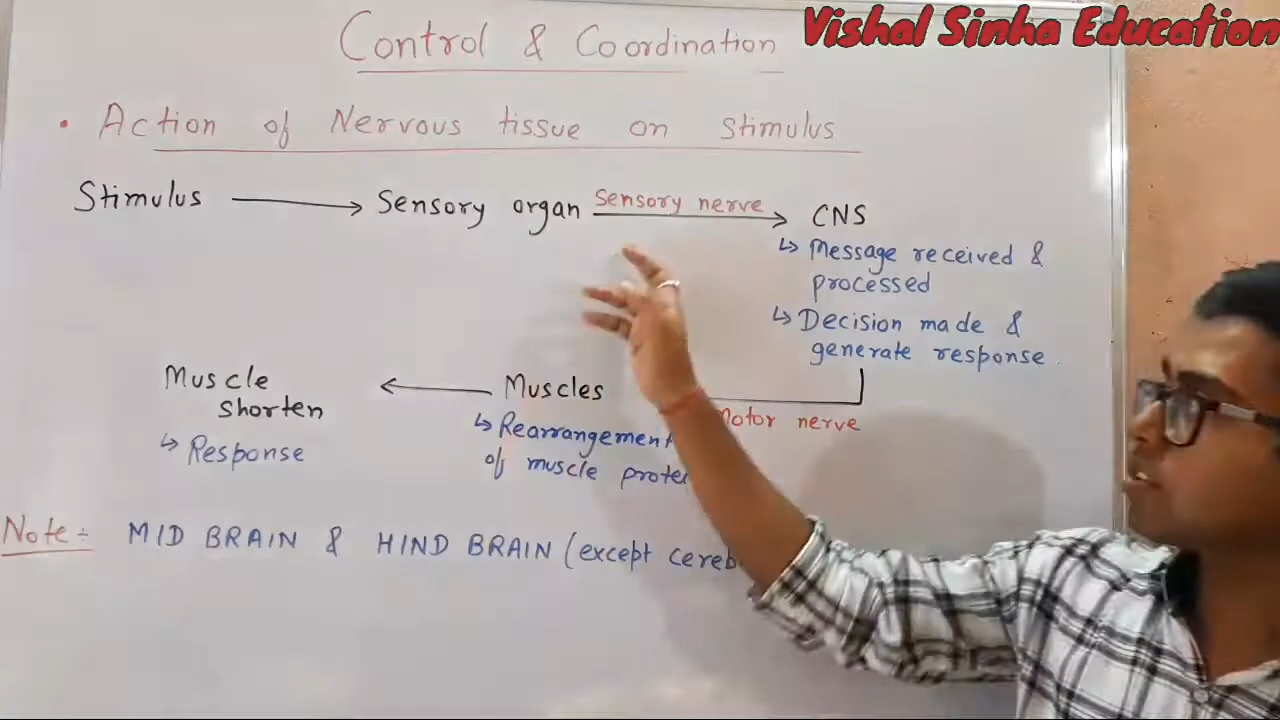 Vishal Sinha Education
Control & Coordination
• Action of Nervous tissue on stimulus
Stimulus → Sensory organ Sensory nerve → CNS
↳ Message received &
processed
↳ Decision made &
generate response.
Motor nerve
Muscles
↳ Rearrangement
of muscle
← Muscle
shorten
↳ Response
Note:- MID BRAIN & HIND BRAIN (except